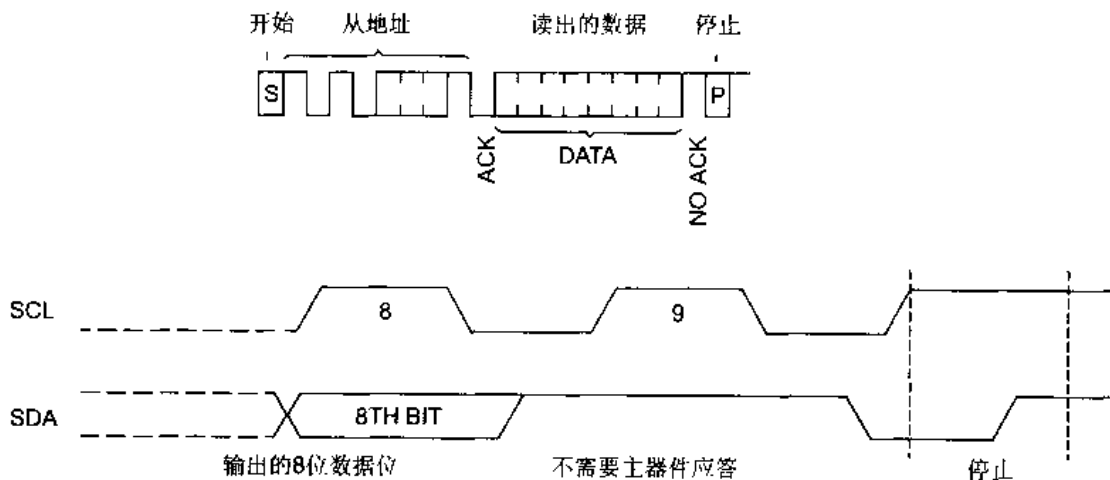 开始 从地址 读出的数据 停止
S P
ACK DATA NO ACK
SCL 8 9
SDA 8TH BIT
输出的8位数据位 不需要主器件应答 停止